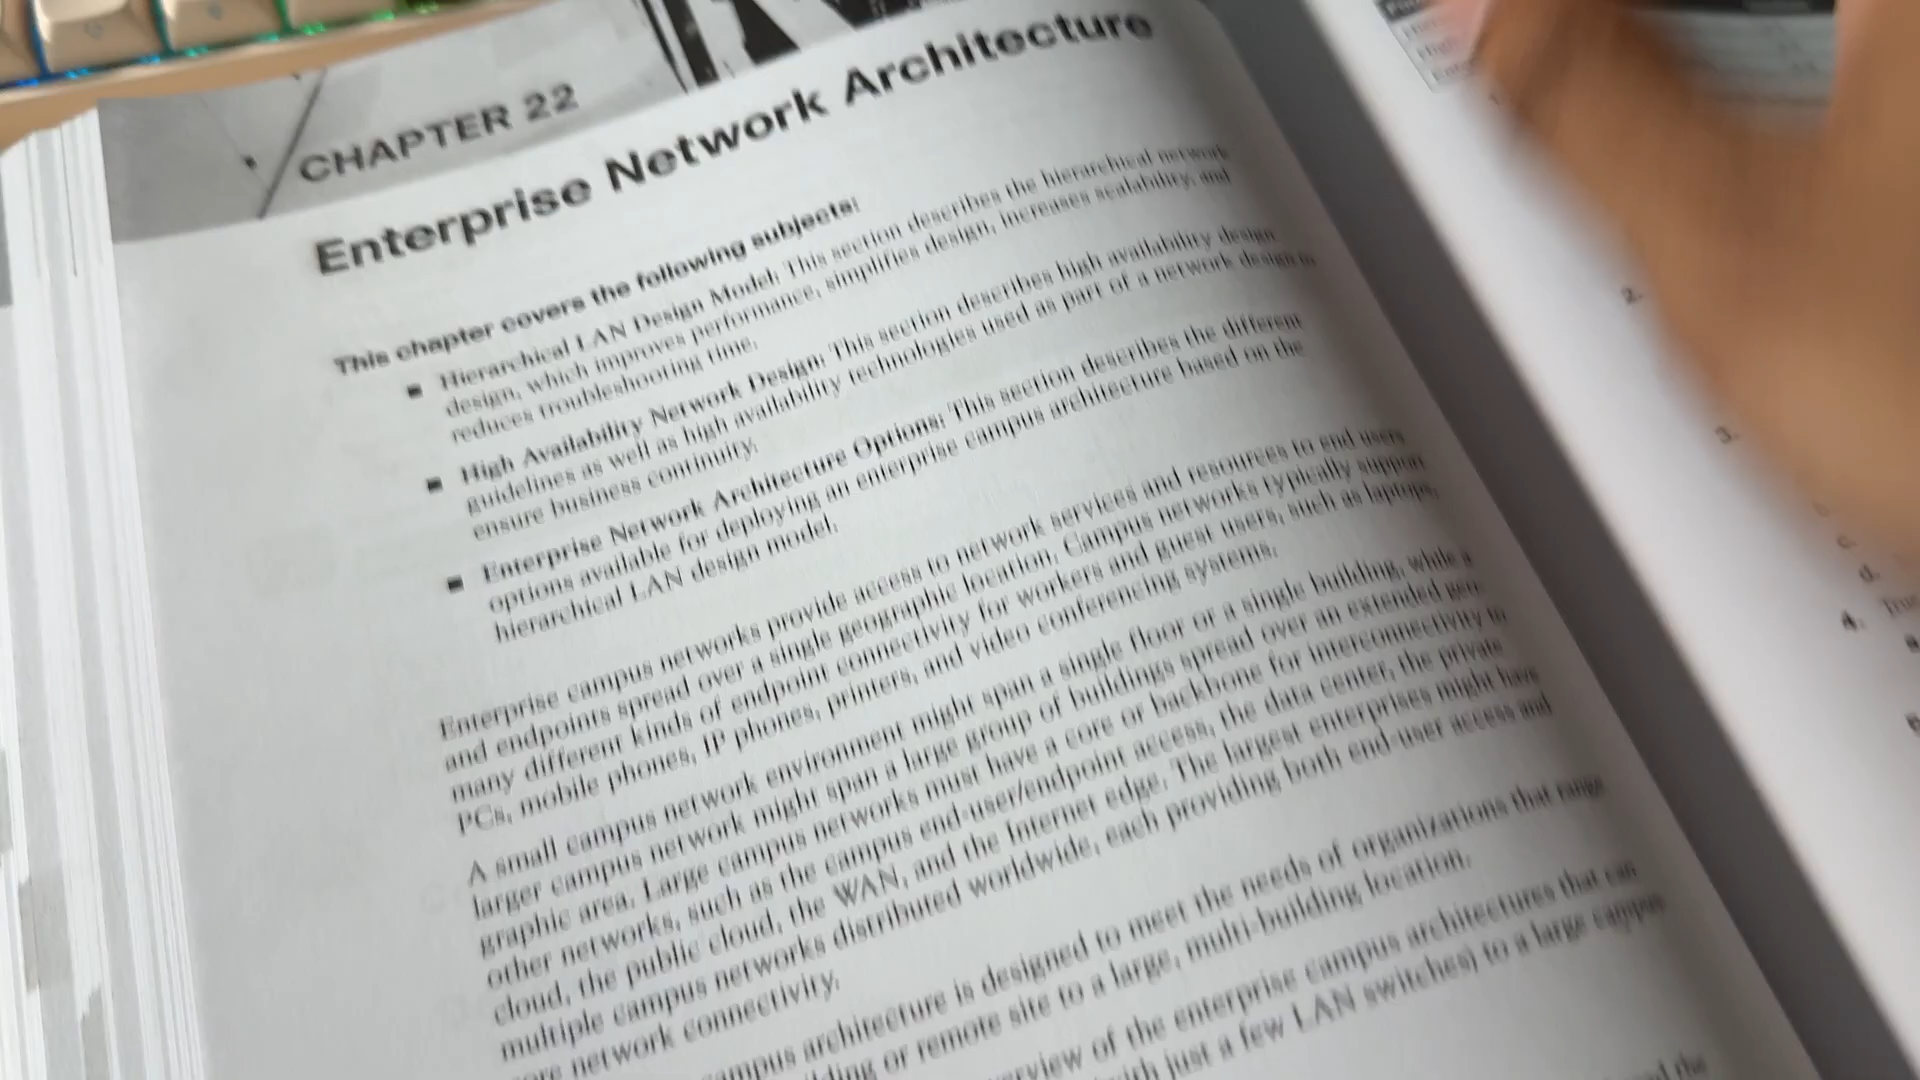 CHAPTER 22
Enterprise Network Architecture
This chapter covers the following subjects:
■ Hierarchical LAN Design Model: This section describes the hierarchical network
design, which improves performance, simplifies design, increases scalability, and
reduces troubleshooting time.
■ High Availability Network Design: This section describes high availability design
guidelines as well as high availability technologies used as part of a network design to
ensure business continuity.
■ Enterprise Network Architecture Options: This section describes the different
options available for deploying an enterprise campus architecture based on the
hierarchical LAN design model.
Enterprise campus networks provide access to network services and resources to end users
and endpoints spread over a single geographic location. Campus networks typically support
many different kinds of endpoint connectivity for workers and guest users, such as laptops,
PCs, mobile phones, IP phones, printers, and video conferencing systems.
A small campus network environment might span a single floor or a single building, while a
larger campus network might span a large group of buildings spread over an extended geo-
graphic area. Large campus networks must have a core or backbone for interconnectivity to
other networks, such as the campus end-user/endpoint access, the data center, the private
cloud, the public cloud, the WAN, and the Internet edge. The largest enterprises might have
multiple campus networks distributed worldwide, each providing both end-user access and
network connectivity.
campus architecture is designed to meet the needs of organizations that range
or remote site to a large, multi-building location.
of the enterprise campus architectures that can
just a few LAN switches) to a large campus
the
2.
3.
c.
d.
4.
a.